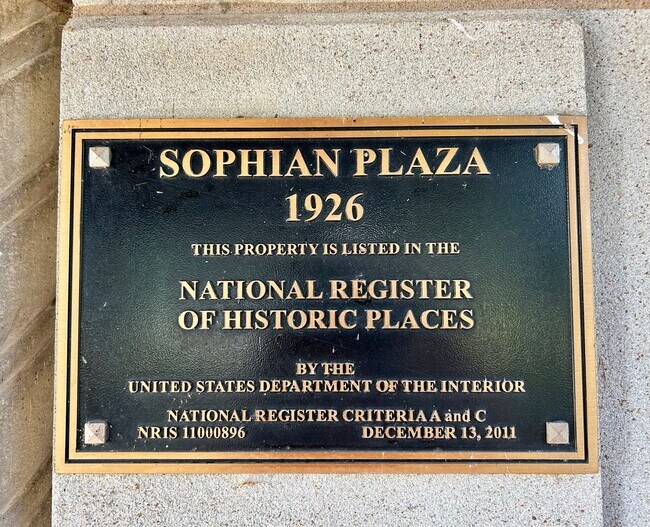 SOPHIAN PLAZA
1926
THIS PROPERTY IS LISTED IN THE
NATIONAL REGISTER
OF HISTORIC PLACES
BY THE
UNITED STATES DEPARTMENT OF THE INTERIOR
NATIONAL REGISTER CRITERIA A and C
NRIS 11000896 DECEMBER 13, 2011